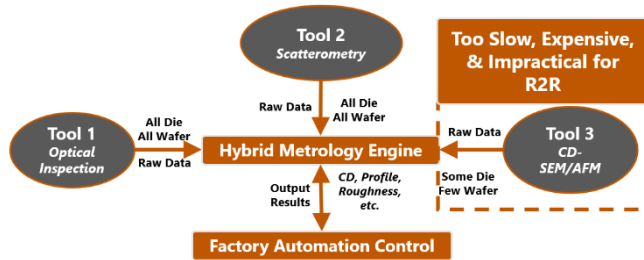 Tool 2
Scatterometry
Too Slow, Expensive,
& Impractical for
R2R
Raw Data
All Die
All Wafer
Tool 1
Optical
Inspection
All Die
All Wafer
Raw Data
Hybrid Metrology Engine
Raw Data
Tool 3
CD-
SEM/AFM
Some Die
Few Wafer
Output
Results
CD, Profile,
Roughness,
etc.
Factory Automation Control